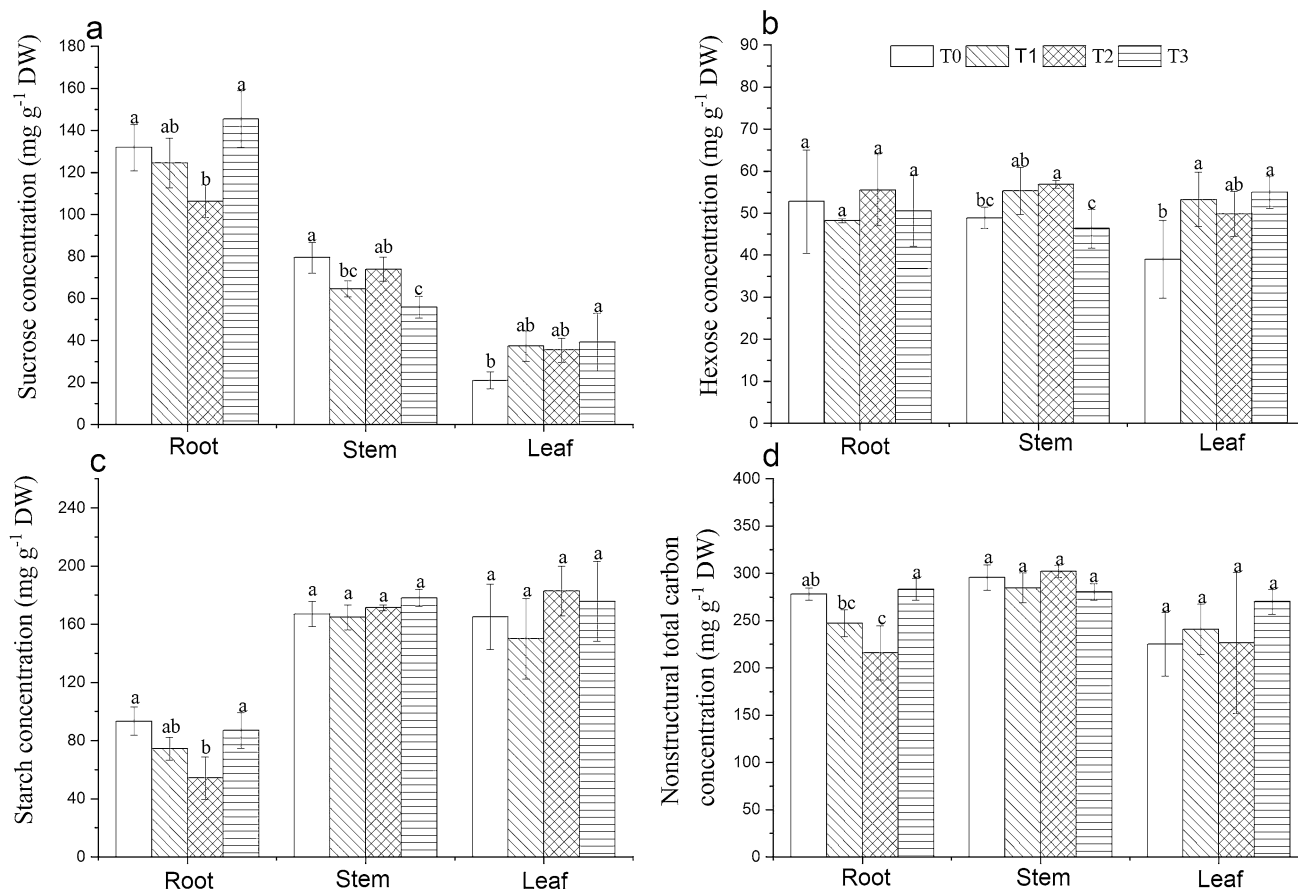 a
Sucrose concentration (mg g-1 DW)
180
160
140
120
100
80
60
40
20
0
a ab b a
a bc ab c
b ab ab a
Root Stem Leaf
b
Hexose concentration (mg g-1 DW)
T0 T1 T2 T3
90
80
70
60
50
40
30
20
10
0
a a a a
bc ab a c
b a ab a
Root Stem Leaf
c
Starch concentration (mg g-1 DW)
240
200
160
120
80
40
0
a ab b a
a a a a
a a a a
Root Stem Leaf
d
Nonstructural total carbon
concentration (mg g-1 DW)
400
350
300
250
200
150
100
50
0
ab bc c a
a a a a
a a a a
Root Stem Leaf